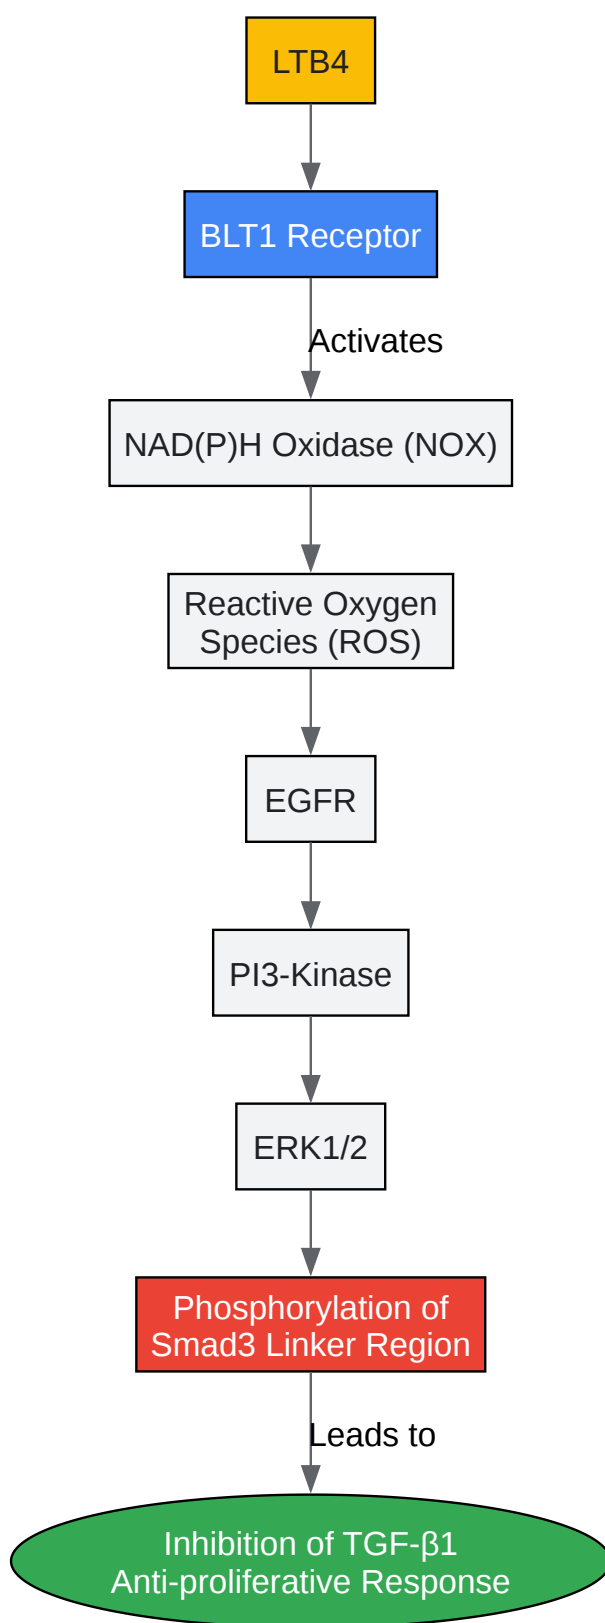 LTB4
BLT1 Receptor
Activates
NAD(P)H Oxidase (NOX)
Reactive Oxygen
Species (ROS)
EGFR
PI3-Kinase
ERK1/2
Phosphorylation of
Smad3 Linker Region
Leads to
Inhibition of TGF-β1
Anti-proliferative Response